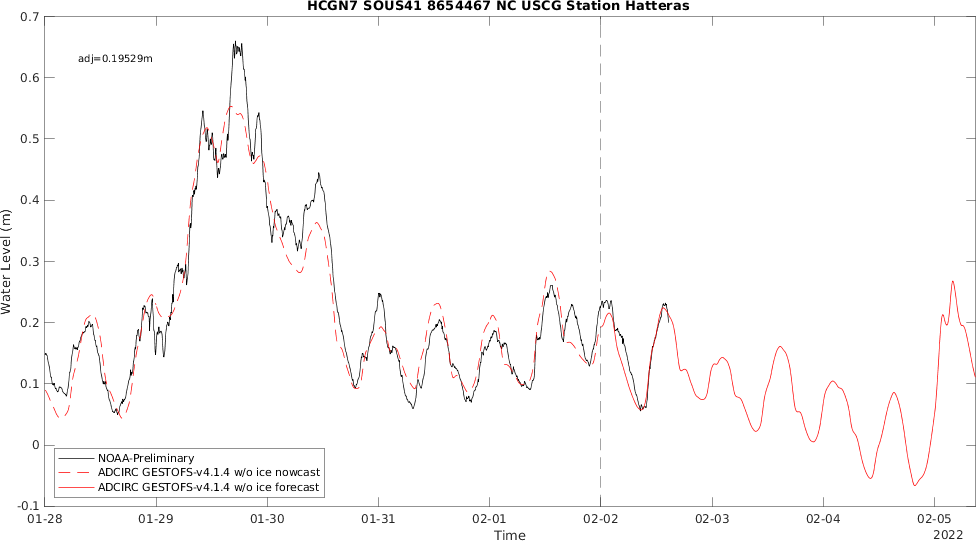 HCGN7 SOUS41 8654467 NC USCG Station Hatteras
adj=0.19529m
0.7
0.6
0.5
0.4
0.3
0.2
0.1
0
-0.1
Water Level (m)
NOAA-Preliminary
ADCIRC GESTOFS-v4.1.4 w/o ice nowcast
ADCIRC GESTOFS-v4.1.4 w/o ice forecast
01-28 01-29 01-30 01-31 02-01 02-02 02-03 02-04 02-05
Time
2022